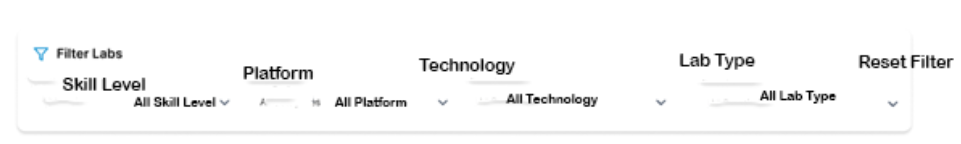 Filter Labs
Skill Level
Platform
Technology
Lab Type
Reset Filter
All Skill Level
All Platform
All Technology
All Lab Type